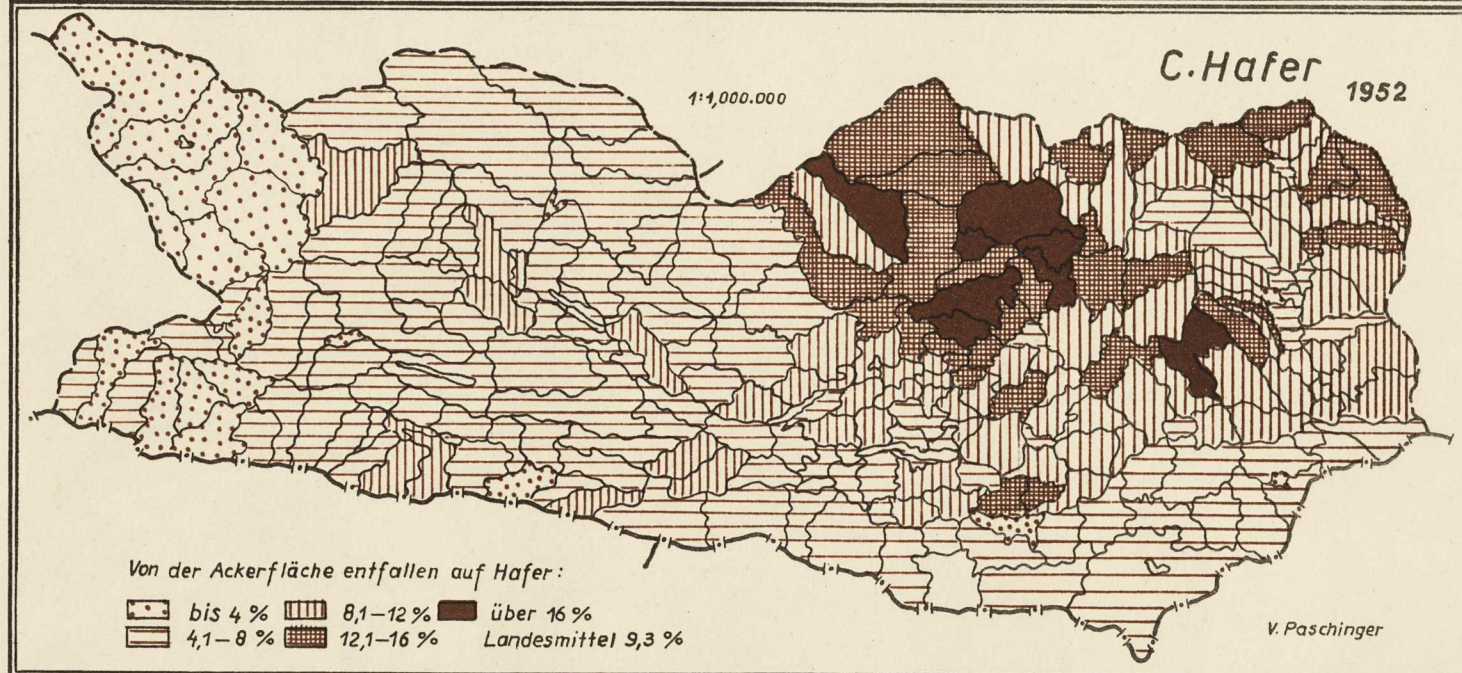 C. Hafer
1952
1:1,000.000
Von der Ackerfläche entfallen auf Hafer:
bis 4 % 8,1–12 % über 16 %
4,1–8 % 12,1–16 % Landesmittel 9,3 %
V. Paschinger